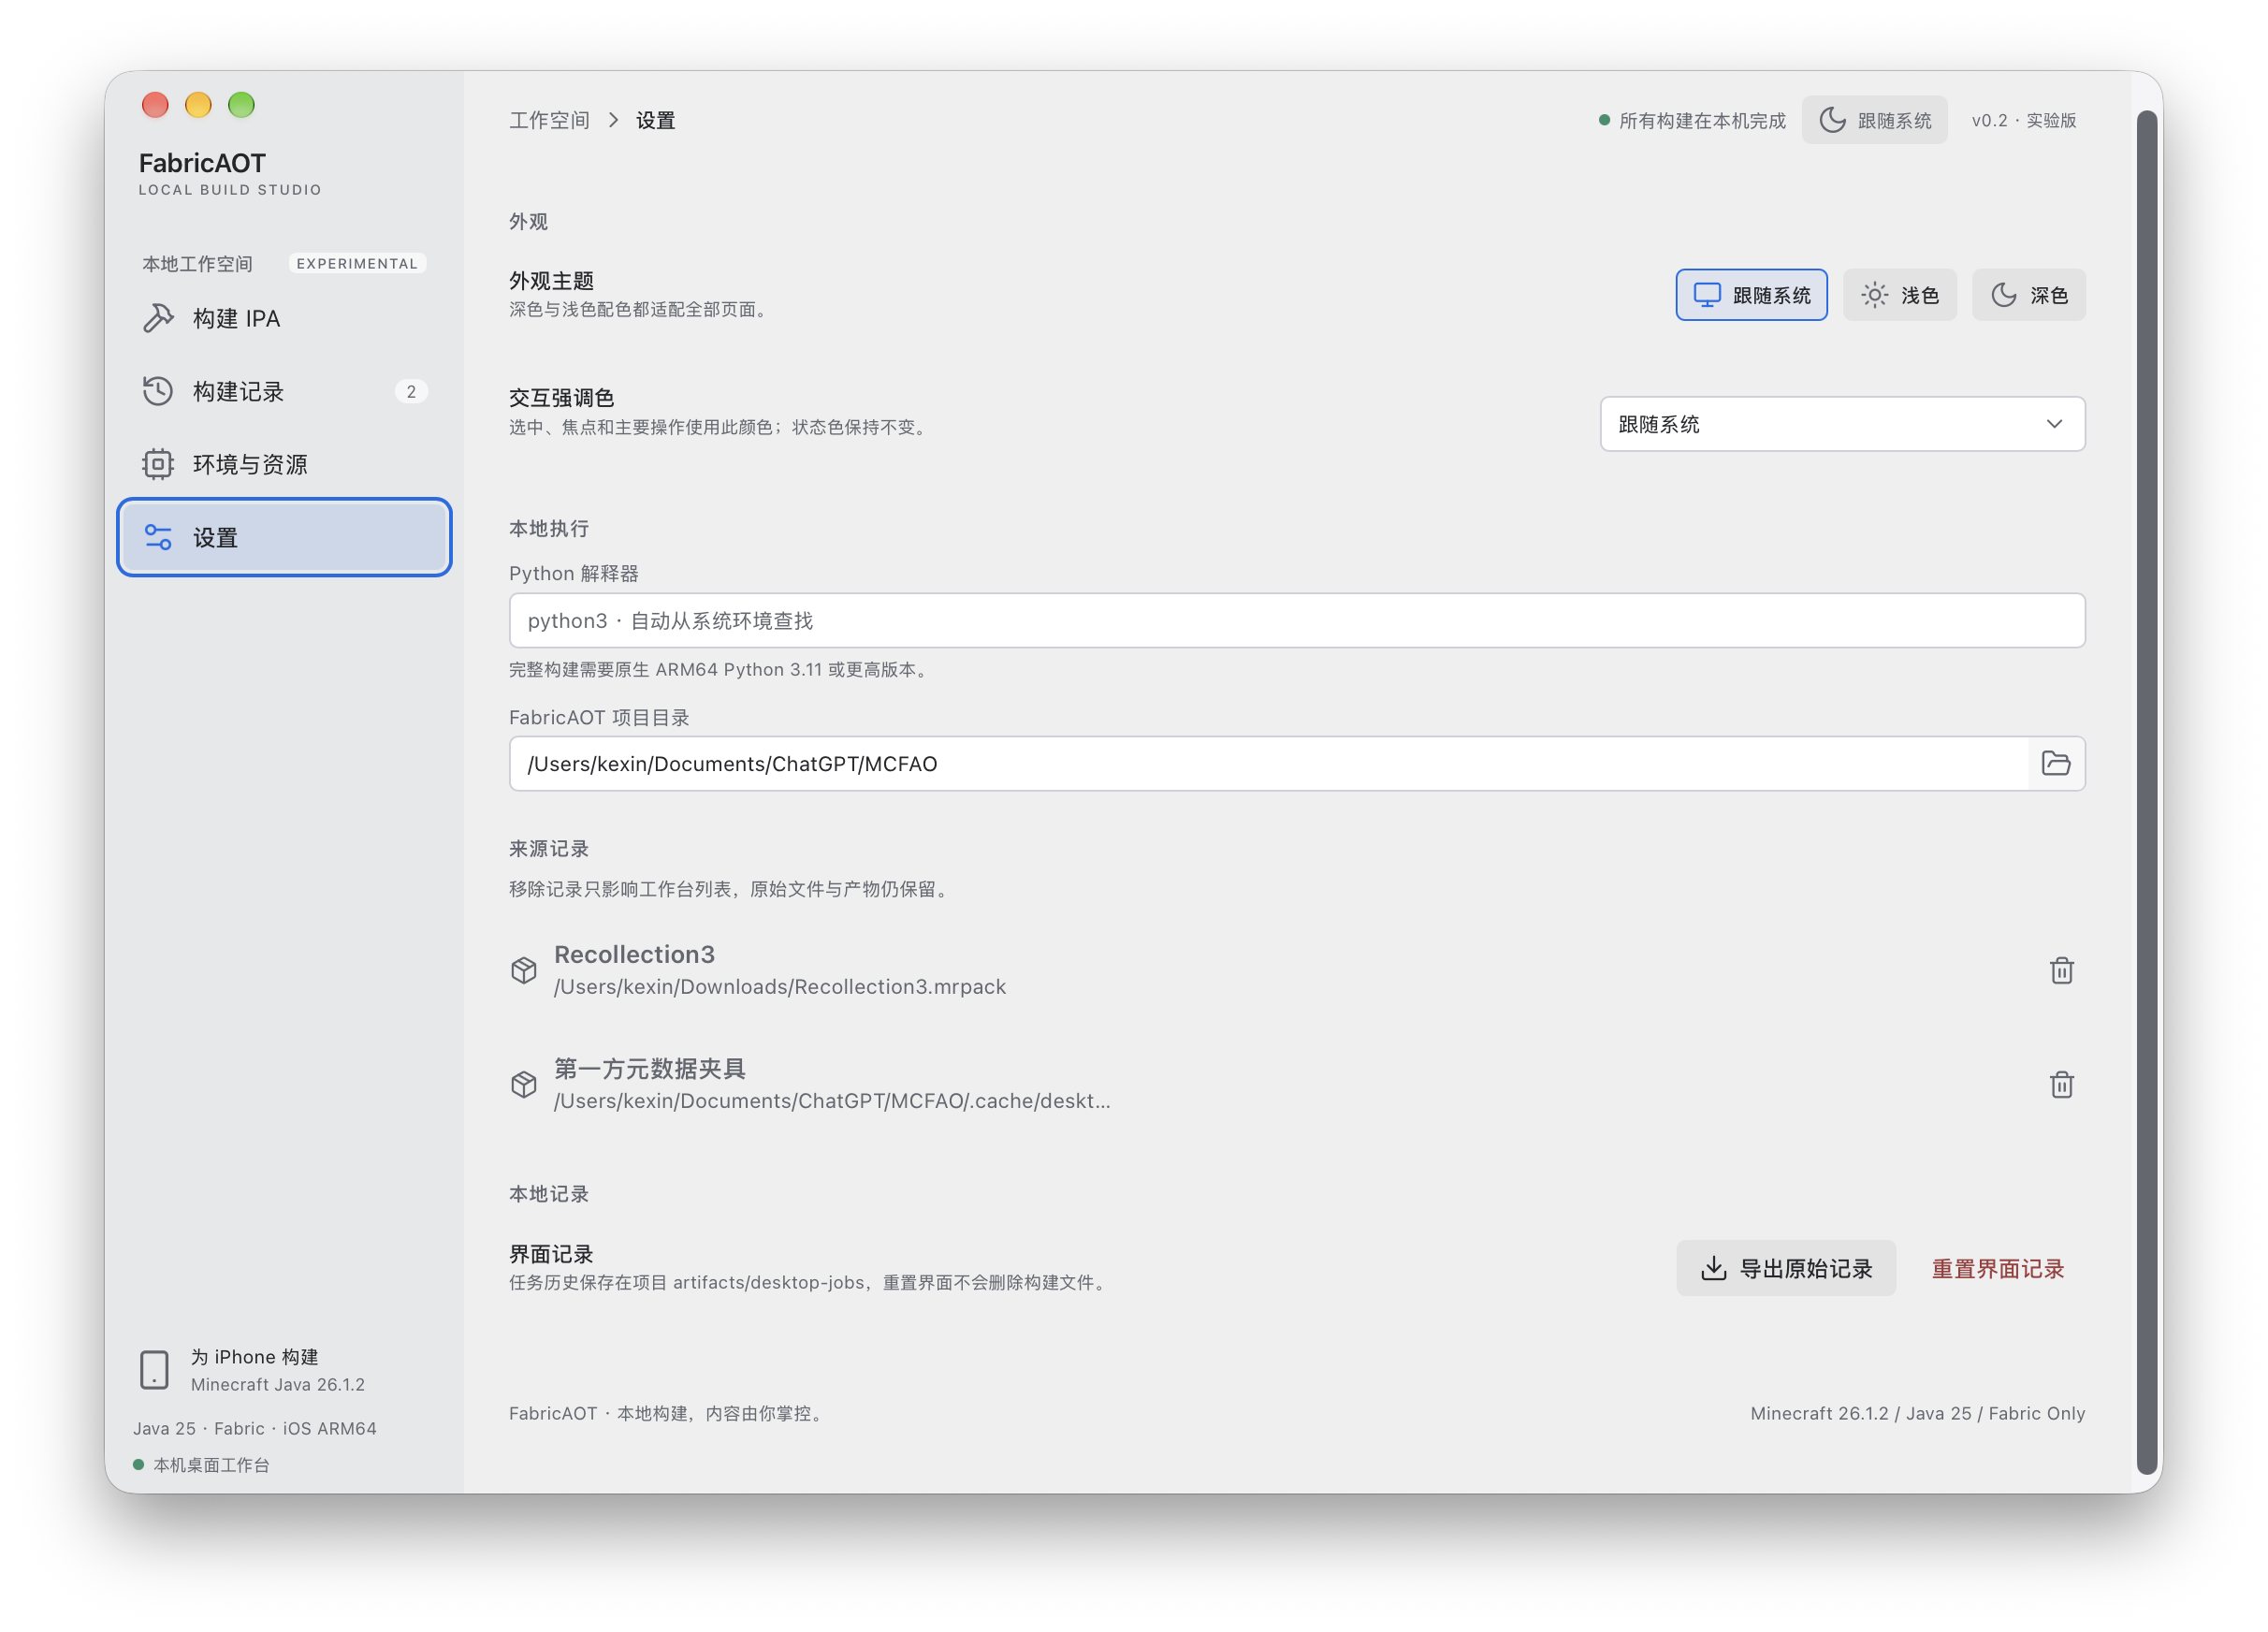 FabricAOT
LOCAL BUILD STUDIO
本地工作空间 EXPERIMENTAL
构建 IPA
构建记录 2
环境与资源
设置
为 iPhone 构建
Minecraft Java 26.1.2
Java 25 · Fabric · iOS ARM64
本机桌面工作台
工作空间 > 设置
所有构建在本机完成 跟随系统 v0.2 · 实验版
外观
外观主题
深色与浅色配色都适配全部页面。
跟随系统 浅色 深色
交互强调色
选中、焦点和主要操作使用此颜色；状态色保持不变。
跟随系统
本地执行
Python 解释器
python3 · 自动从系统环境查找
完整构建需要原生 ARM64 Python 3.11 或更高版本。
FabricAOT 项目目录
/Users/kexin/Documents/ChatGPT/MCFAO
来源记录
移除记录只影响工作台列表，原始文件与产物仍保留。
Recollection3
/Users/kexin/Downloads/Recollection3.mrpack
第一方元数据夹具
/Users/kexin/Documents/ChatGPT/MCFAO/.cache/deskt...
本地记录
界面记录
任务历史保存在项目 artifacts/desktop-jobs，重置界面不会删除构建文件。
导出原始记录 重置界面记录
FabricAOT · 本地构建，内容由你掌控。
Minecraft 26.1.2 / Java 25 / Fabric Only